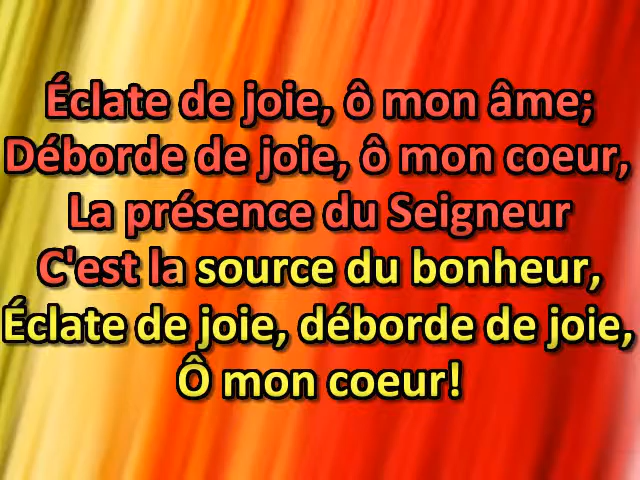 Éclate de joie, ô mon âme;
Déborde de joie, ô mon coeur,
La présence du Seigneur
C'est la source du bonheur,
Éclate de joie, déborde de joie,
Ô mon coeur!